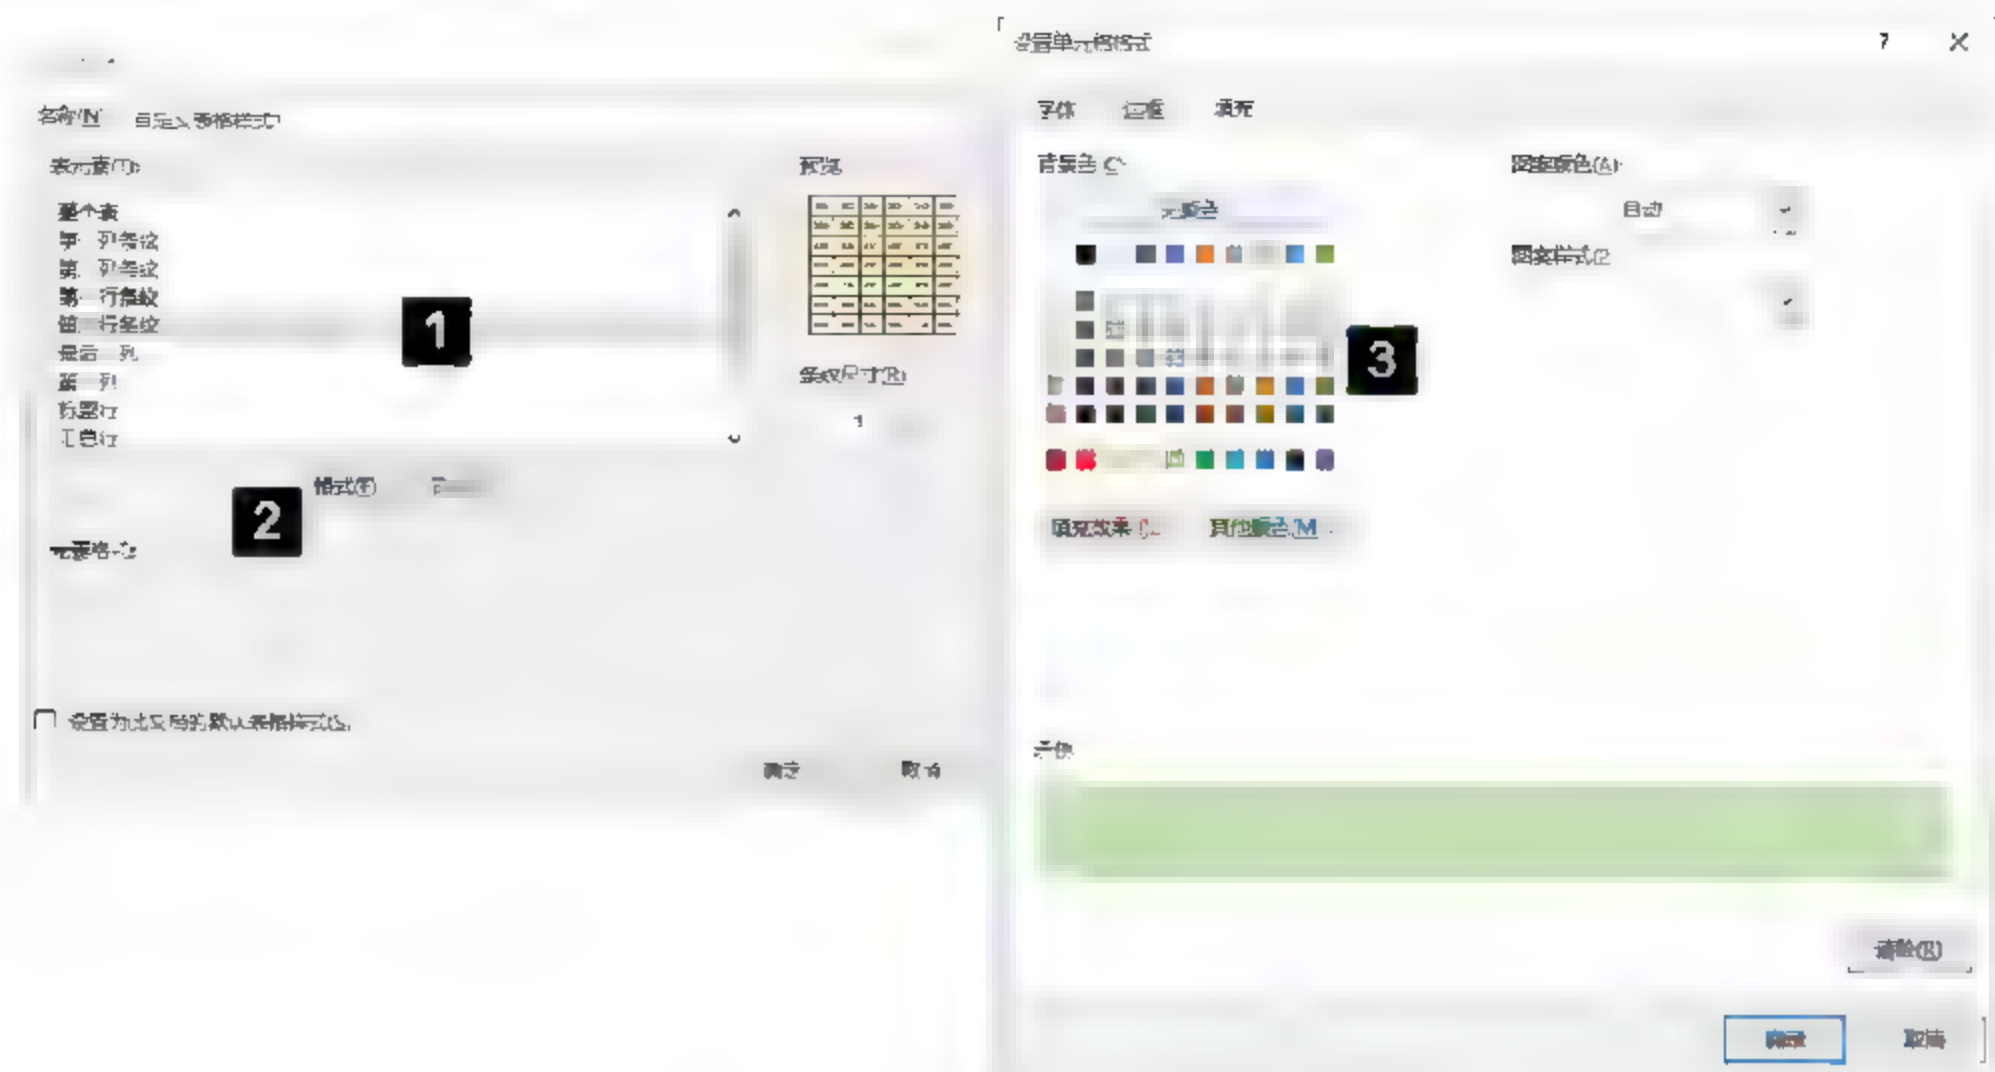 名称(N)
自定义表格样式
表元素(T):
整个表
第一列条纹
第二列条纹
第一行条纹
第二行条纹
最后一列
第一列
标题行
汇总行
1
格式(F)
2
预览
条纹尺寸(R)
1
设置为此文档的默认表格样式(S)
确定 取消
设置单元格格式 ? ×
字体 边框 填充
背景色(C):
无颜色
3
填充效果(I)... 其他颜色(M)...
图案颜色(A):
自动
图案样式(P):
示例
清除(R)
确定 取消